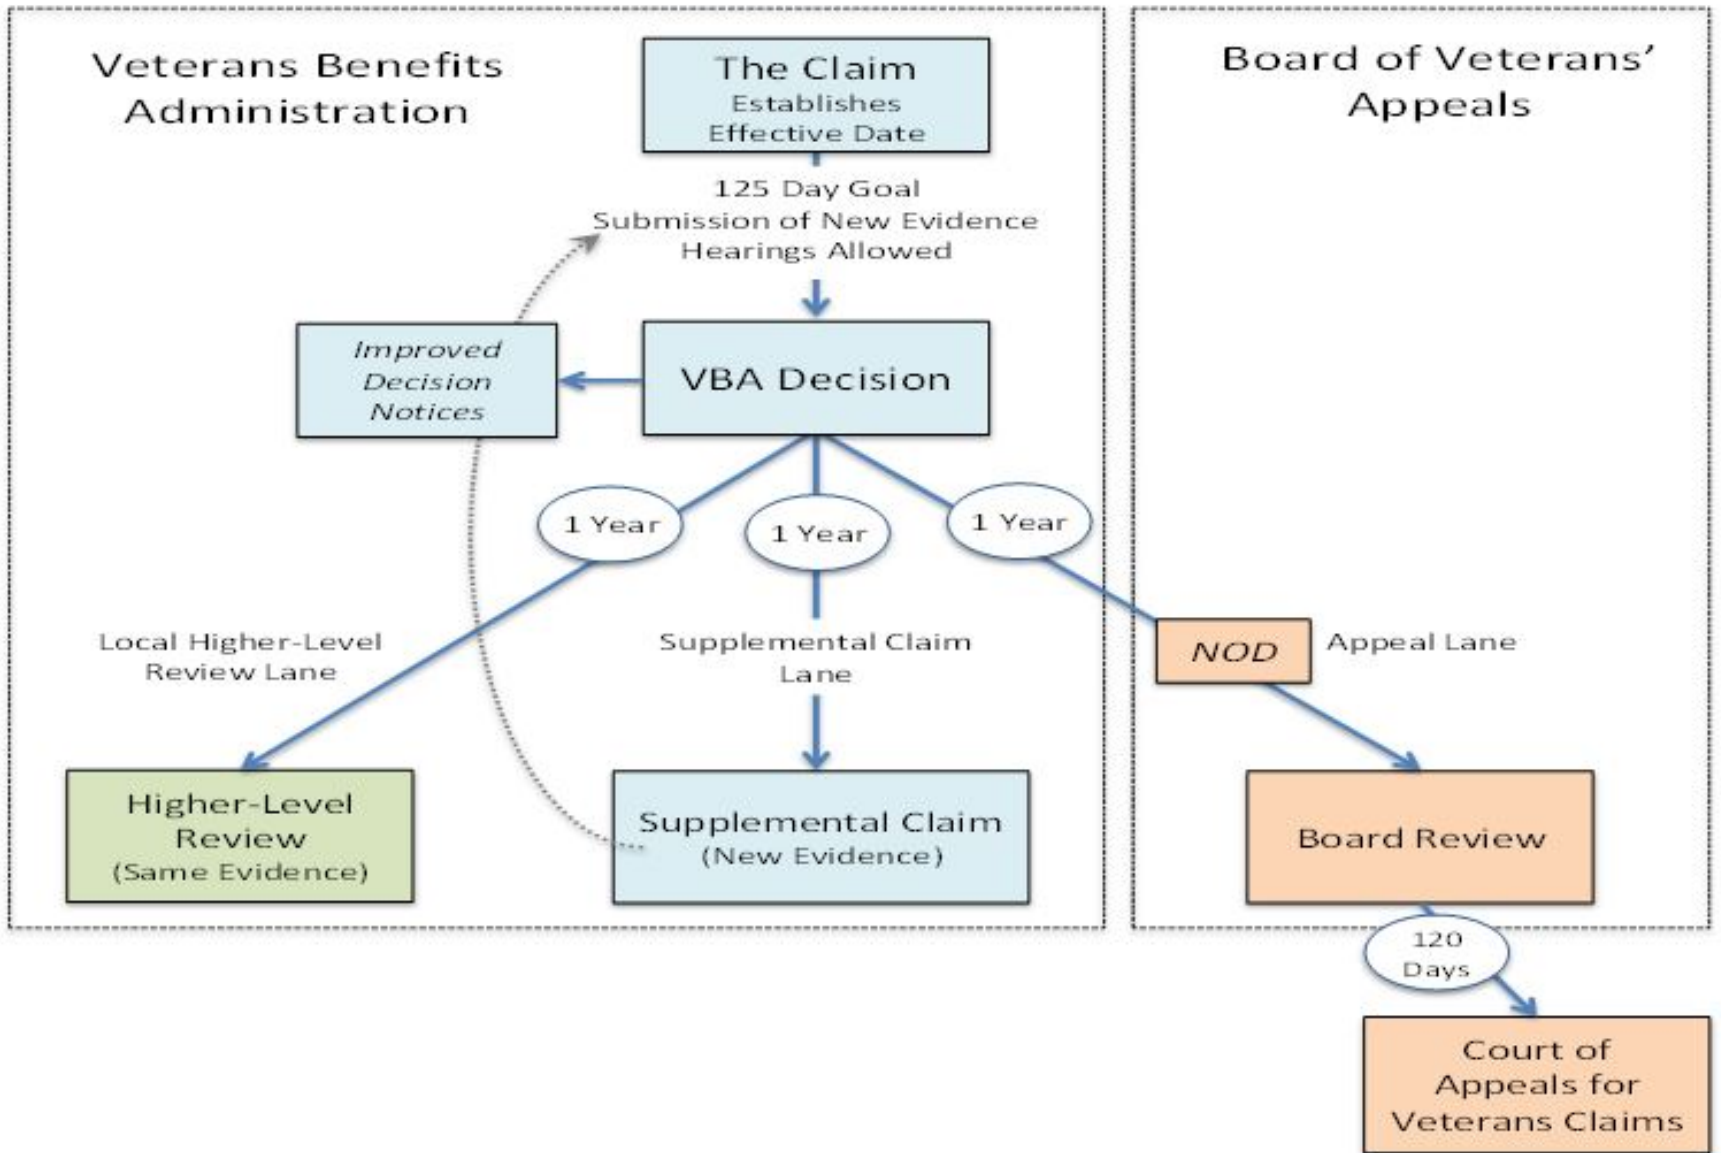 Veterans Benefits
Administration
The Claim
Establishes
Effective Date
Board of Veterans’
Appeals
125 Day Goal
Submission of New Evidence
Hearings Allowed
Improved
Decision
Notices
VBA Decision
1 Year
1 Year
1 Year
Local Higher-Level
Review Lane
Supplemental Claim
Lane
NOD
Appeal Lane
Higher-Level
Review
(Same Evidence)
Supplemental Claim
(New Evidence)
Board Review
120
Days
Court of
Appeals for
Veterans Claims